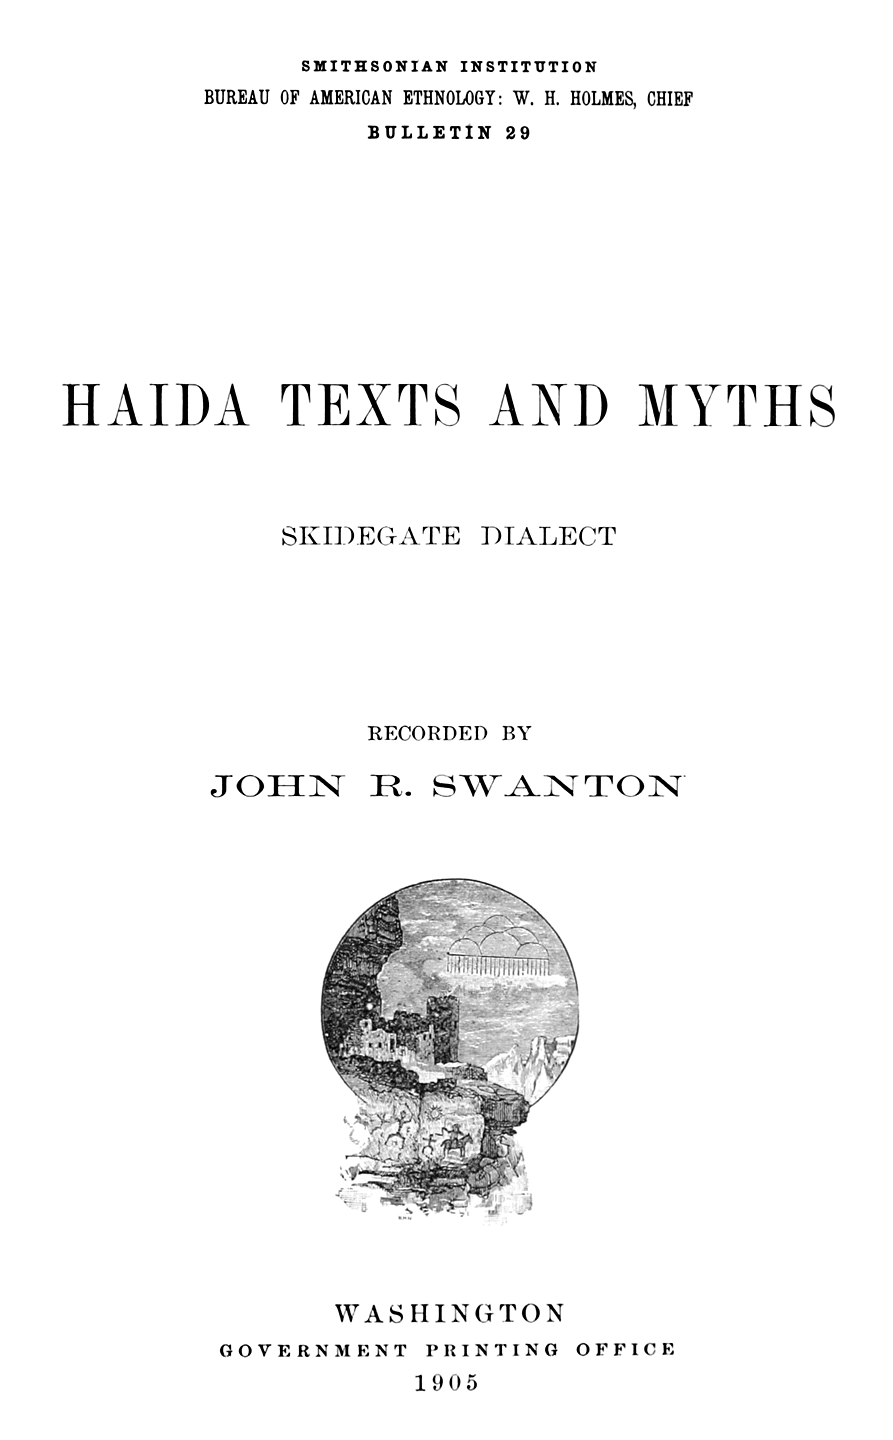 SMITHSONIAN INSTITUTION
BUREAU OF AMERICAN ETHNOLOGY: W. H. HOLMES, CHIEF
BULLETIN 29
HAIDA TEXTS AND MYTHS
SKIDEGATE DIALECT
RECORDED BY
JOHN R. SWANTON
WASHINGTON
GOVERNMENT PRINTING OFFICE
1905